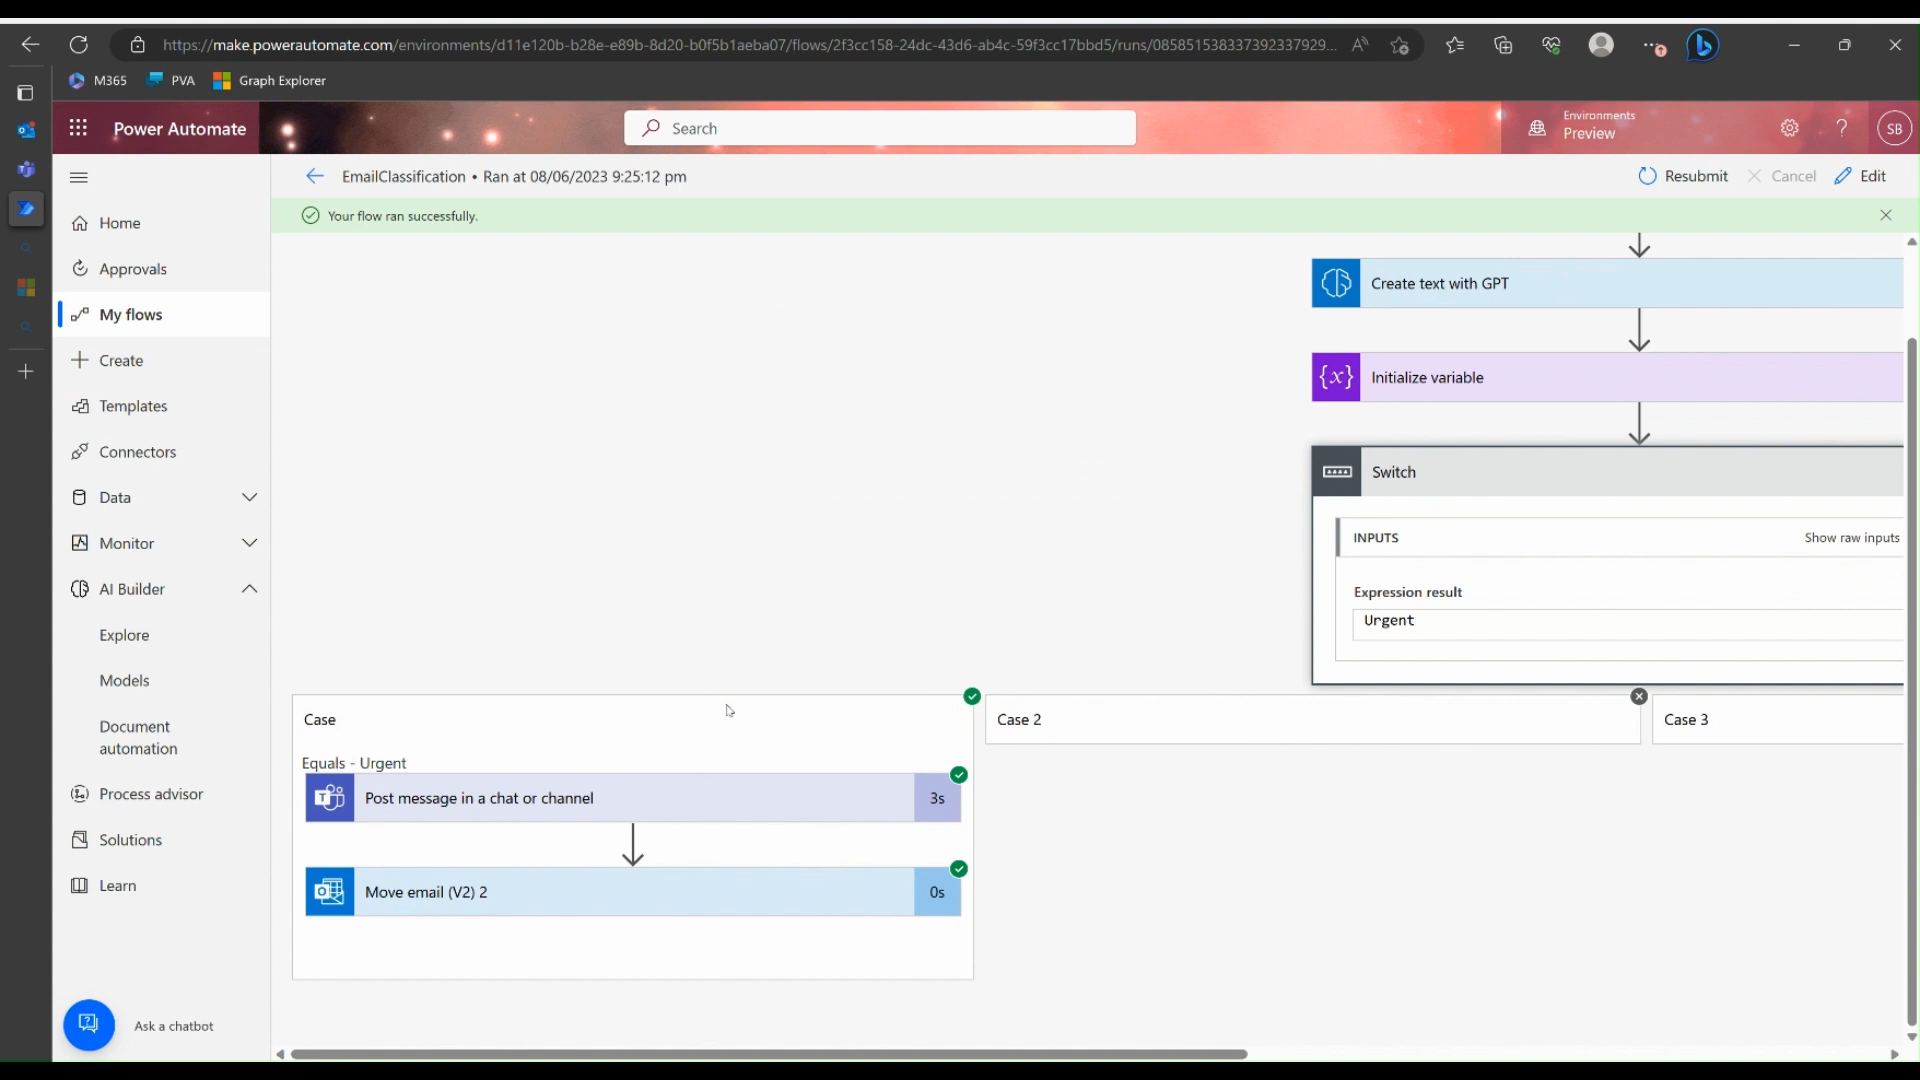 https://make.powerautomate.com/environments/d11e120b-b28e-e89b-8d20-b0f5b1aeba07/flows/2f3cc158-24dc-43d6-ab4c-59f3cc17bbd5/runs/085851538337392337929...
M365
PVA
Graph Explorer
Power Automate
Search
Environments
Preview
SB
EmailClassification • Ran at 08/06/2023 9:25:12 pm
Resubmit
Cancel
Edit
Your flow ran successfully.
Home
Approvals
My flows
Create
Templates
Connectors
Data
Monitor
AI Builder
Explore
Models
Document
automation
Process advisor
Solutions
Learn
Ask a chatbot
Create text with GPT
Initialize variable
Switch
INPUTS
Show raw inputs
Expression result
Urgent
Case
Case 2
Case 3
Equals - Urgent
Post message in a chat or channel
3s
Move email (V2) 2
0s